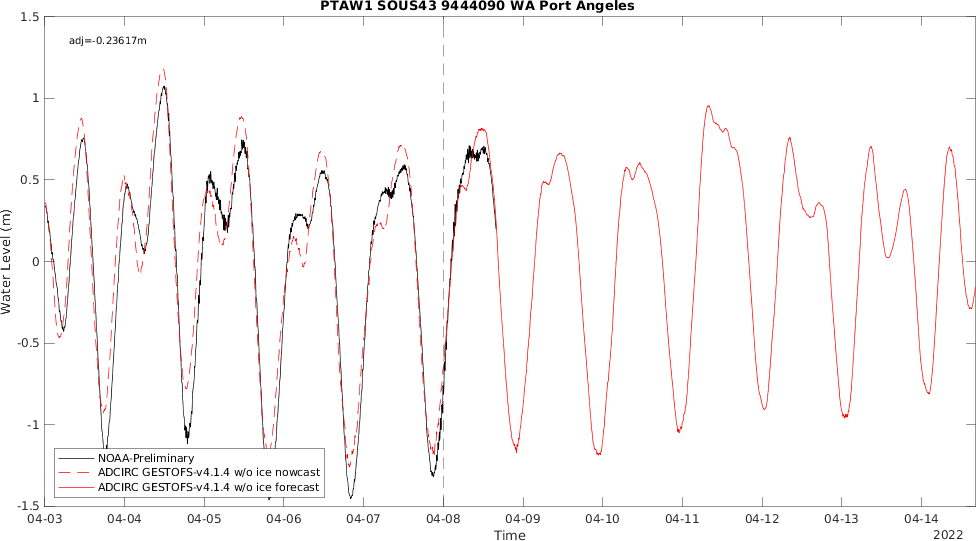 PTAW1 SOUS43 9444090 WA Port Angeles
adj=-0.23617m
1.5
1
0.5
0
-0.5
-1
-1.5
Water Level (m)
NOAA-Preliminary
ADCIRC GESTOFS-v4.1.4 w/o ice nowcast
ADCIRC GESTOFS-v4.1.4 w/o ice forecast
04-03 04-04 04-05 04-06 04-07 04-08 04-09 04-10 04-11 04-12 04-13 04-14
Time
2022